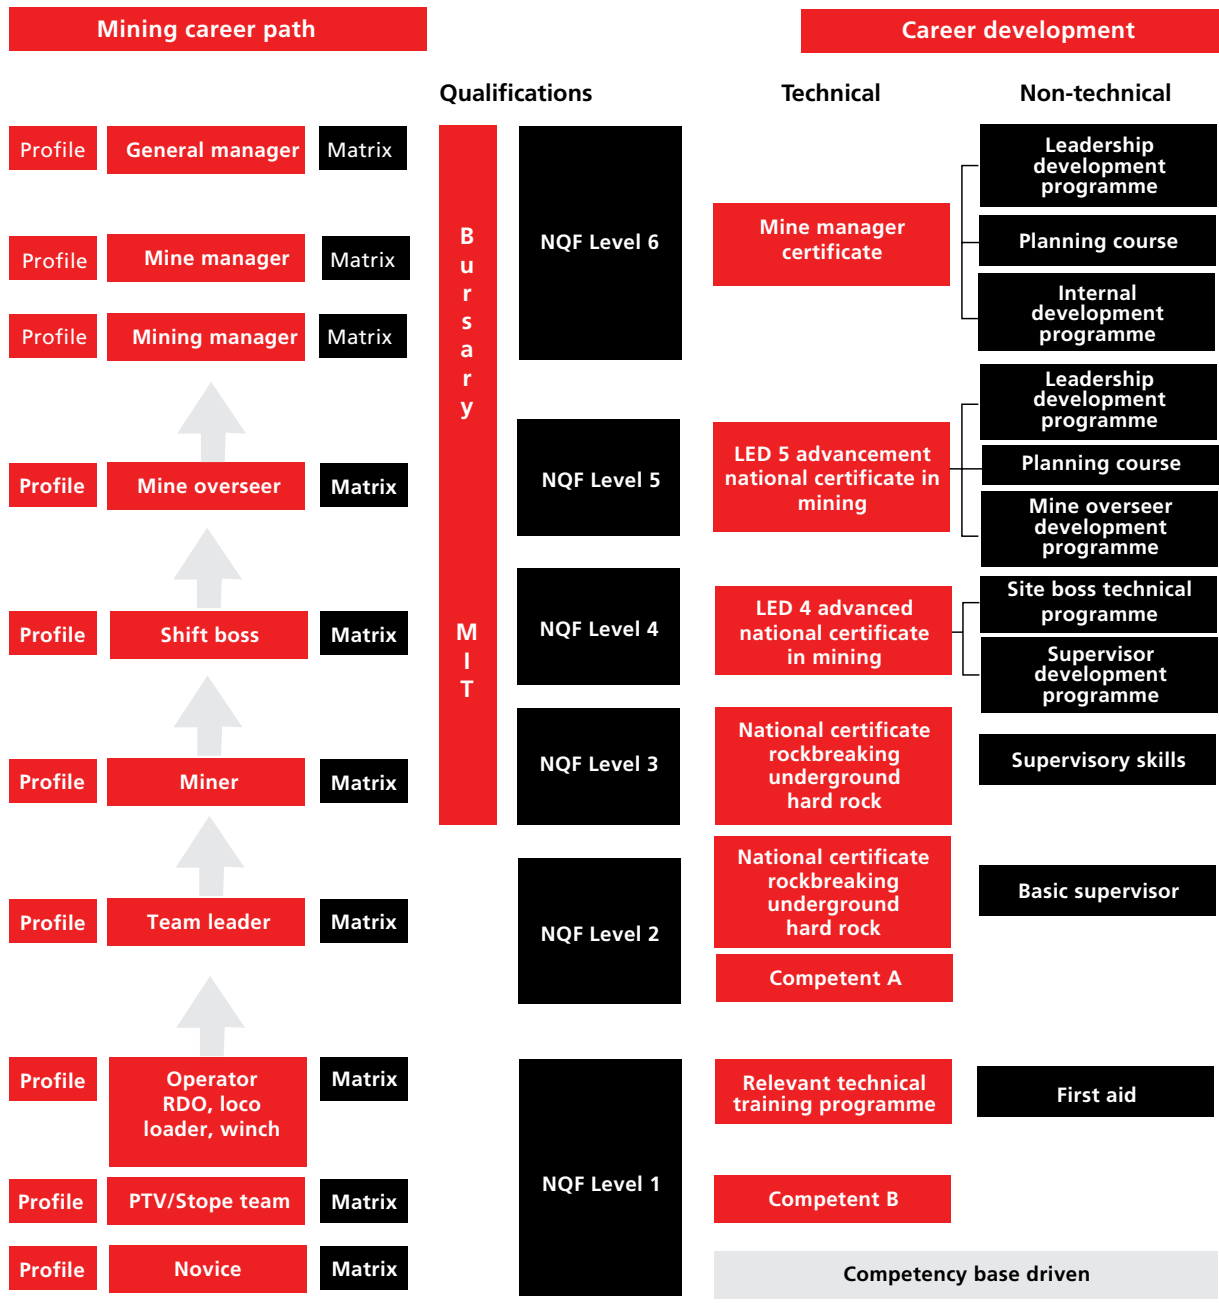 Mining career path
Career development
Qualifications
Technical
Non-technical
Profile
General manager
Matrix
Profile
Mine manager
Matrix
Profile
Mining manager
Matrix
Profile
Mine overseer
Matrix
Profile
Shift boss
Matrix
Profile
Miner
Matrix
Profile
Team leader
Matrix
Profile
Operator
RDO, loco
loader, winch
Matrix
Profile
PTV/Stope team
Matrix
Profile
Novice
Matrix
Bursary
MIT
NQF Level 6
NQF Level 5
NQF Level 4
NQF Level 3
NQF Level 2
NQF Level 1
Mine manager
certificate
Leadership
development
programme
Planning course
Internal
development
programme
LED 5 advancement
national certificate in
mining
Leadership
development
programme
Planning course
Mine overseer
development
programme
LED 4 advanced
national certificate
in mining
Site boss technical
programme
Supervisor
development
programme
National certificate
rockbreaking
underground
hard rock
Supervisory skills
National certificate
rockbreaking
underground
hard rock
Basic supervisor
Competent A
Relevant technical
training programme
First aid
Competent B
Competency base driven